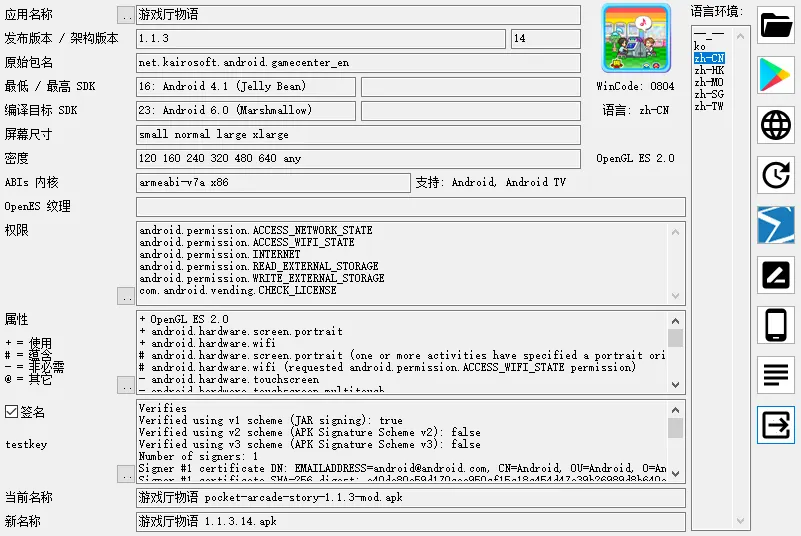 应用名称 .. 游戏厅物语
发布版本 / 架构版本 1.1.3 14
原始包名 net.kairosoft.android.gamecenter_en
最低 / 最高 SDK 16: Android 4.1 (Jelly Bean) WinCode: 0804
编译目标 SDK 23: Android 6.0 (Marshmallow) 语言: zh-CN
屏幕尺寸 small normal large xlarge
密度 120 160 240 320 480 640 any OpenGL ES 2.0
ABIs 内核 armeabi-v7a x86 支持: Android, Android TV
OpenES 纹理
权限
android.permission.ACCESS_NETWORK_STATE
android.permission.ACCESS_WIFI_STATE
android.permission.INTERNET
android.permission.READ_EXTERNAL_STORAGE
android.permission.WRITE_EXTERNAL_STORAGE
com.android.vending.CHECK_LICENSE
..
属性
+ = 使用
# = 蕴含
- = 非必需
@ = 其它
..
+ OpenGL ES 2.0
+ android.hardware.screen.portrait
+ android.hardware.wifi
# android.hardware.screen.portrait (one or more activities have specified a portrait ori
# android.hardware.wifi (requested android.permission.ACCESS_WIFI_STATE permission)
- android.hardware.touchscreen
- android.hardware.touchscreen.multitouch
签名
testkey
..
Verifies
Verified using v1 scheme (JAR signing): true
Verified using v2 scheme (APK Signature Scheme v2): false
Verified using v3 scheme (APK Signature Scheme v3): false
Number of signers: 1
Signer #1 certificate DN: EMAILADDRESS=android@android.com, CN=Android, OU=Android, O=An
Signer #1 certificate SHA-256 digest:
当前名称 游戏厅物语 pocket-arcade-story-1.1.3-mod.apk
新名称 游戏厅物语 1.1.3.14.apk
语言环境:
--_--
ko
zh-CN
zh-HK
zh-MO
zh-SG
zh-TW